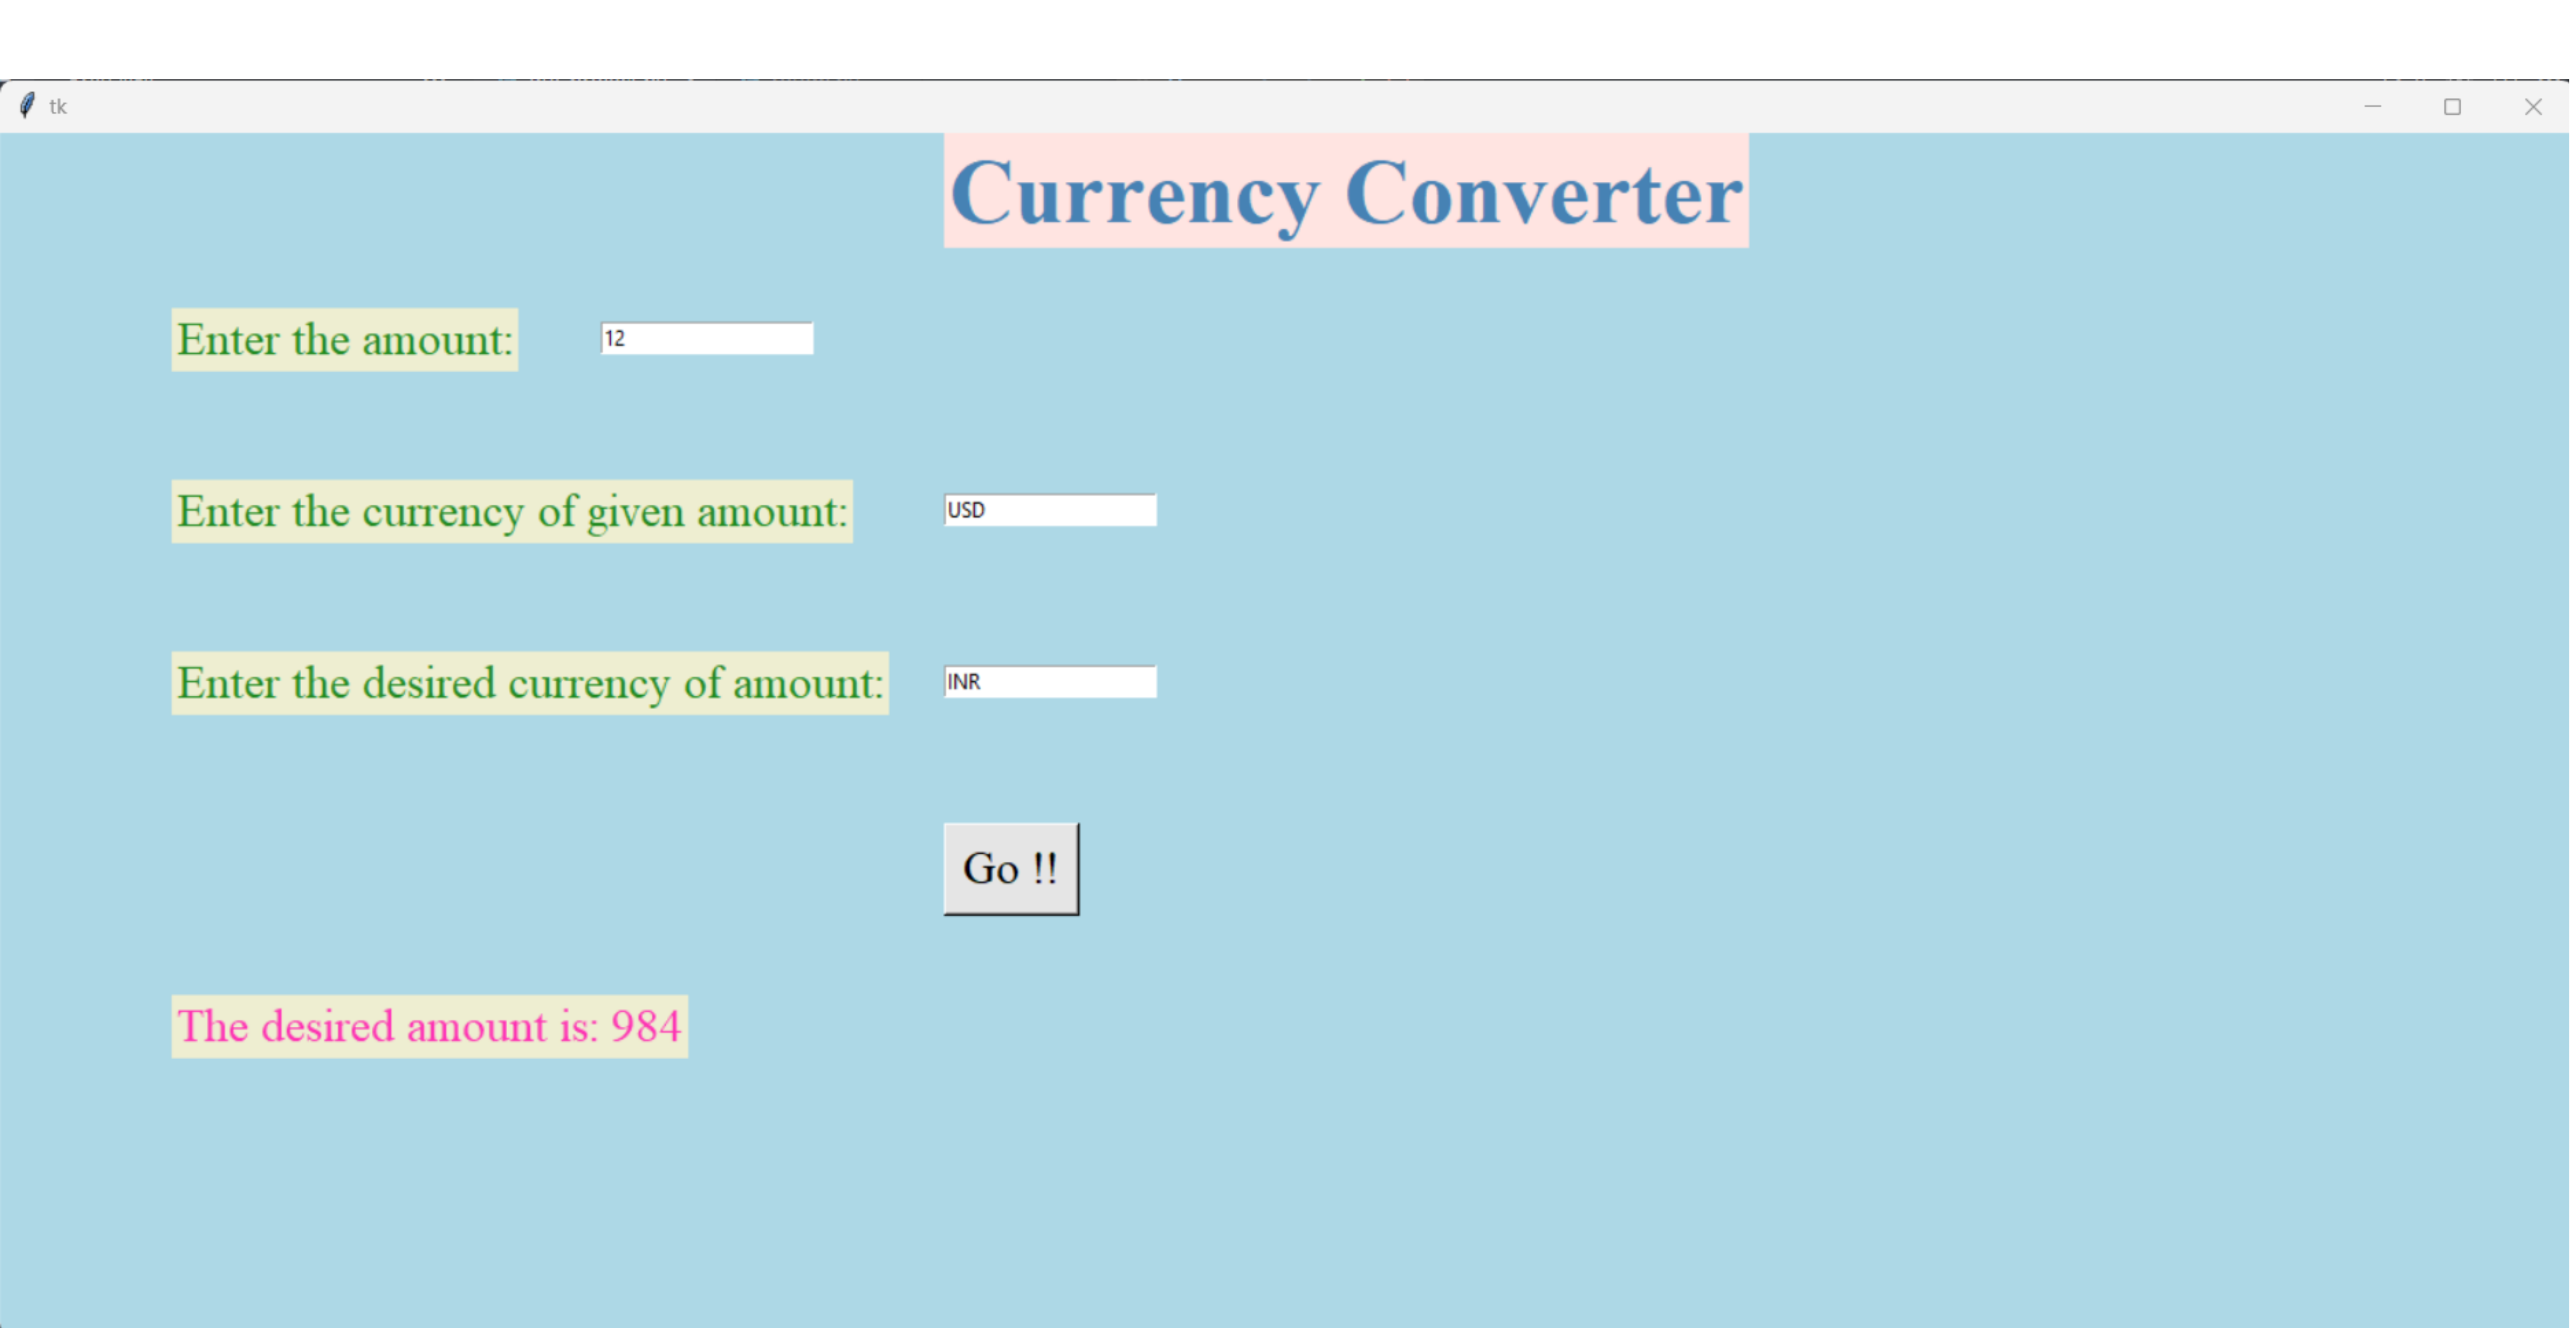 tk
Currency Converter
Enter the amount: 12
Enter the currency of given amount: USD
Enter the desired currency of amount: INR
Go !!
The desired amount is: 984